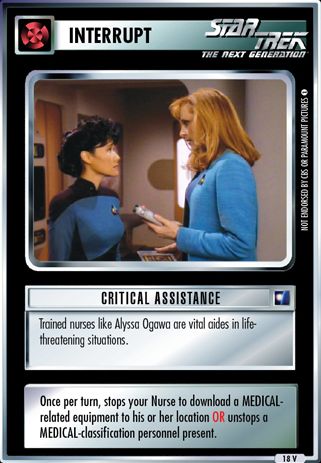 INTERRUPT
STAR TREK
THE NEXT GENERATION
NOT ENDORSED BY CBS OR PARAMOUNT PICTURES
CRITICAL ASSISTANCE
Trained nurses like Alyssa Ogawa are vital aides in life-
threatening situations.
Once per turn, stops your Nurse to download a MEDICAL-
related equipment to his or her location OR unstops a
MEDICAL-classification personnel present.
18 V